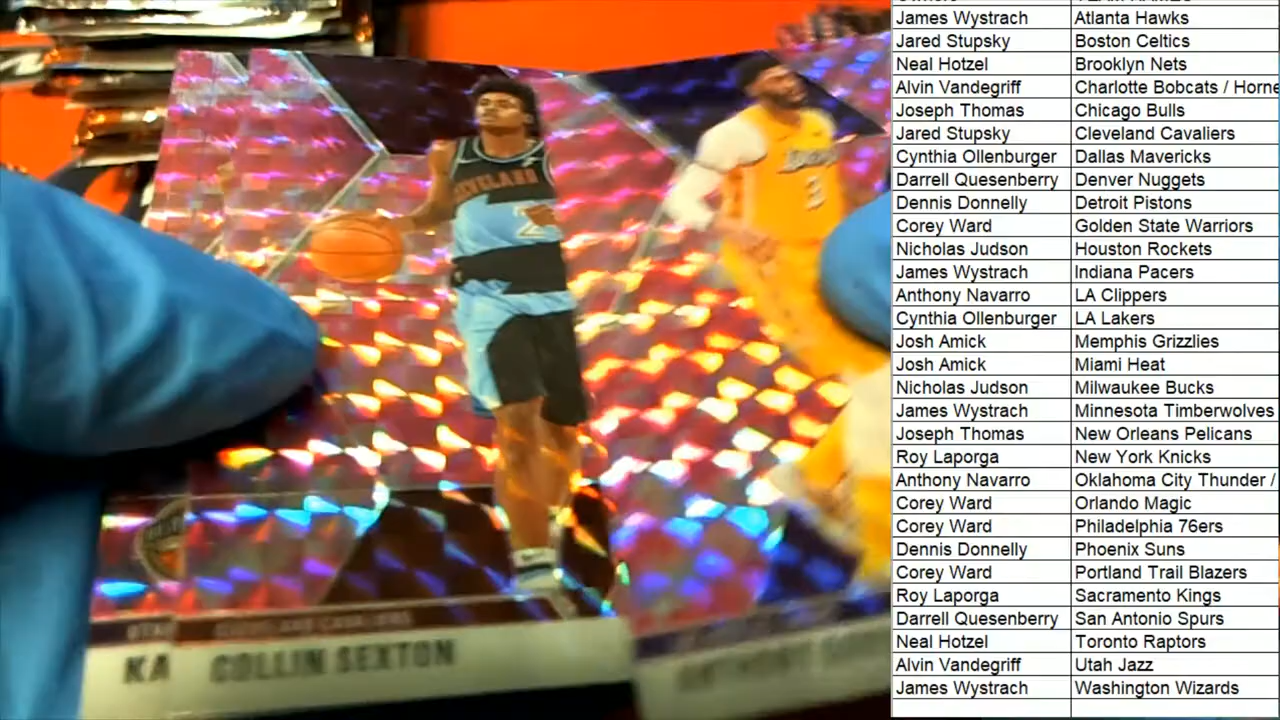 James Wystrach Atlanta Hawks
Jared Stupsky Boston Celtics
Neal Hotzel Brooklyn Nets
Alvin Vandegriff Charlotte Bobcats / Horne
Joseph Thomas Chicago Bulls
Jared Stupsky Cleveland Cavaliers
Cynthia Ollenburger Dallas Mavericks
Darrell Quesenberry Denver Nuggets
Dennis Donnelly Detroit Pistons
Corey Ward Golden State Warriors
Nicholas Judson Houston Rockets
James Wystrach Indiana Pacers
Anthony Navarro LA Clippers
Cynthia Ollenburger LA Lakers
Josh Amick Memphis Grizzlies
Josh Amick Miami Heat
Nicholas Judson Milwaukee Bucks
James Wystrach Minnesota Timberwolves
Joseph Thomas New Orleans Pelicans
Roy Laporga New York Knicks
Anthony Navarro Oklahoma City Thunder /
Corey Ward Orlando Magic
Corey Ward Philadelphia 76ers
Dennis Donnelly Phoenix Suns
Corey Ward Portland Trail Blazers
Roy Laporga Sacramento Kings
Darrell Quesenberry San Antonio Spurs
Neal Hotzel Toronto Raptors
Alvin Vandegriff Utah Jazz
James Wystrach Washington Wizards
CLEVELAND
2
3
KA
COLLIN SEXTON
ANTHONY